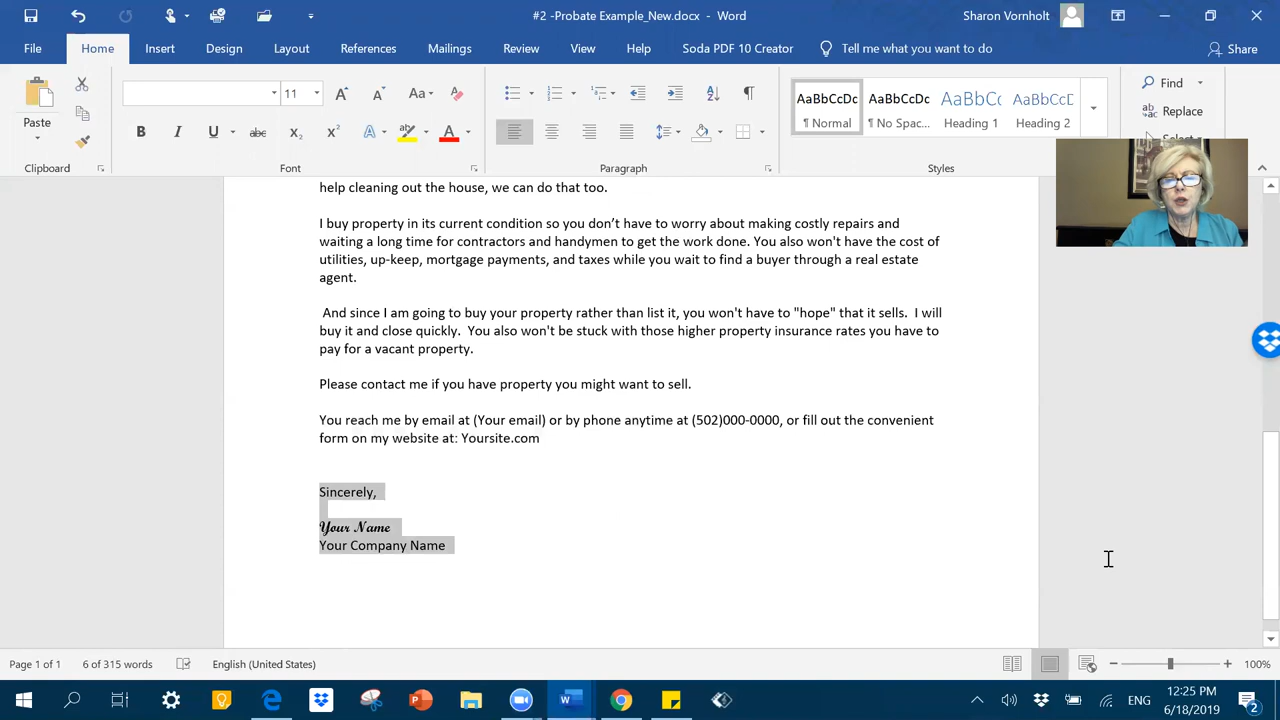 #2 -Probate Example_New.docx - Word
Sharon Vornholt
File Home Insert Design Layout References Mailings Review View Help Soda PDF 10 Creator Tell me what you want to do Share
Paste
Clipboard
11
Aa
B I U abc x₂ x² A A
Font
Paragraph
AaBbCcDc AaBbCcDc AaBbCc AaBbCcDc
¶ Normal ¶ No Spac... Heading 1 Heading 2
Styles
Find
Replace
Select
help cleaning out the house, we can do that too.
I buy property in its current condition so you don’t have to worry about making costly repairs and
waiting a long time for contractors and handymen to get the work done. You also won't have the cost of
utilities, up-keep, mortgage payments, and taxes while you wait to find a buyer through a real estate
agent.
And since I am going to buy your property rather than list it, you won't have to "hope" that it sells.  I will
buy it and close quickly.  You also won't be stuck with those higher property insurance rates you have to
pay for a vacant property.
Please contact me if you have property you might want to sell.
You reach me by email at (Your email) or by phone anytime at (502)000-0000, or fill out the convenient
form on my website at: Yoursite.com
Sincerely,
Your Name
Your Company Name
Page 1 of 1 6 of 315 words English (United States) 100%
ENG
12:25 PM
6/18/2019
2